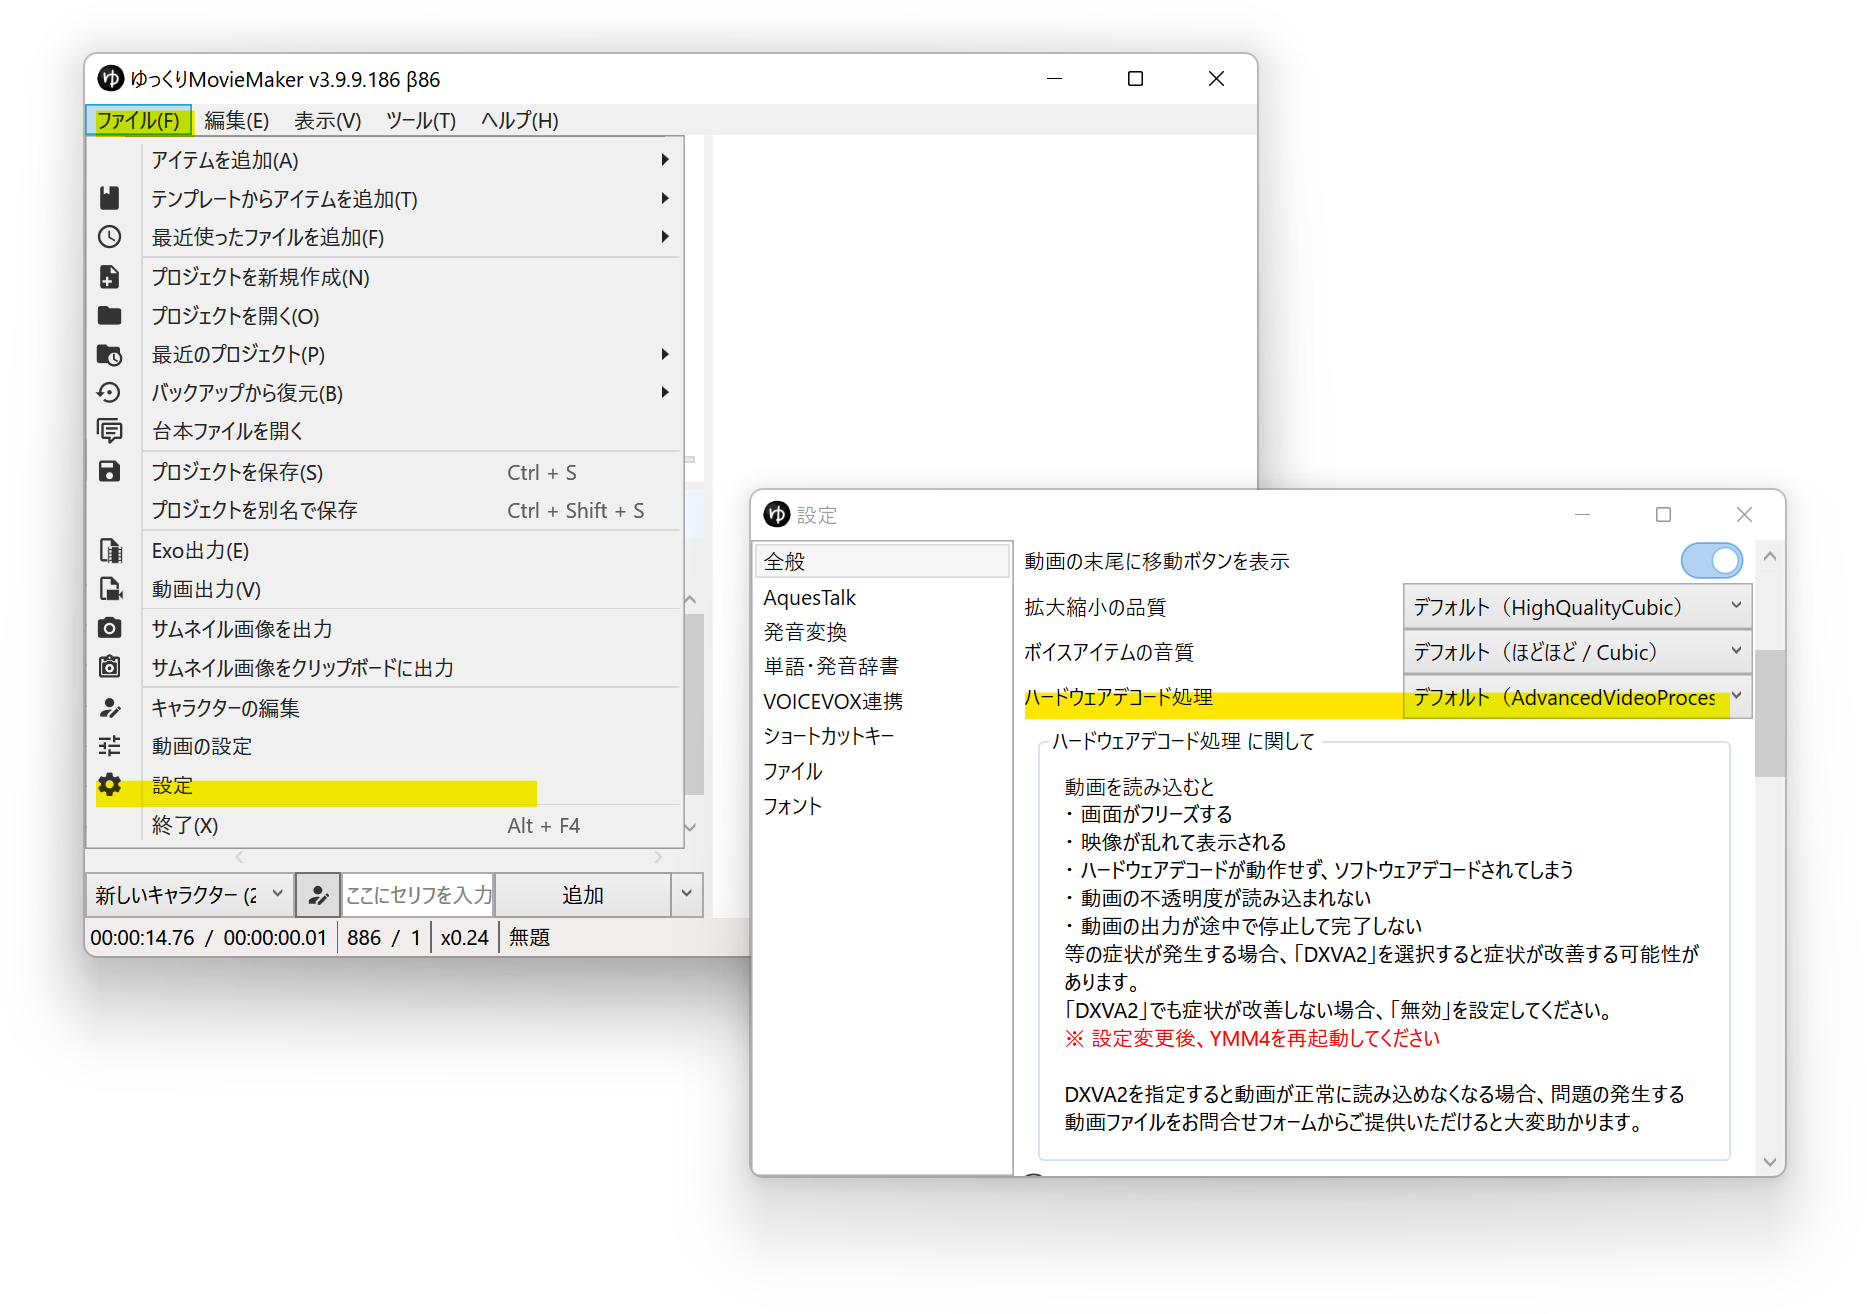 ゆっくりMovieMaker v3.9.9.186 β86
ファイル(F) 編集(E) 表示(V) ツール(T) ヘルプ(H)
アイテムを追加(A)
テンプレートからアイテムを追加(T)
最近使ったファイルを追加(F)
プロジェクトを新規作成(N)
プロジェクトを開く(O)
最近のプロジェクト(P)
バックアップから復元(B)
台本ファイルを開く
プロジェクトを保存(S) Ctrl + S
プロジェクトを別名で保存 Ctrl + Shift + S
Exo出力(E)
動画出力(V)
サムネイル画像を出力
サムネイル画像をクリップボードに出力
キャラクターの編集
動画の設定
設定
終了(X) Alt + F4
新しいキャラクター (2 ここにセリフを入力 追加
00:00:14.76 / 00:00:00.01 886 / 1 x0.24 無題
ゆ 設定
全般
AquesTalk
発音変換
単語・発音辞書
VOICEVOX連携
ショートカットキー
ファイル
フォント
動画の末尾に移動ボタンを表示
拡大縮小の品質 デフォルト（HighQualityCubic）
ボイスアイテムの音質 デフォルト（ほどほど / Cubic）
ハードウェアデコード処理 デフォルト（AdvancedVideoProces
ハードウェアデコード処理 に関して
動画を読み込むと
・画面がフリーズする
・映像が乱れて表示される
・ハードウェアデコードが動作せず、ソフトウェアデコードされてしまう
・動画の不透明度が読み込まれない
・動画の出力が途中で停止して完了しない
等の症状が発生する場合、「DXVA2」を選択すると症状が改善する可能性が
あります。
「DXVA2」でも症状が改善しない場合、「無効」を設定してください。
※ 設定変更後、YMM4を再起動してください
DXVA2を指定すると動画が正常に読み込めなくなる場合、問題の発生する
動画ファイルをお問合せフォームからご提供いただけると大変助かります。